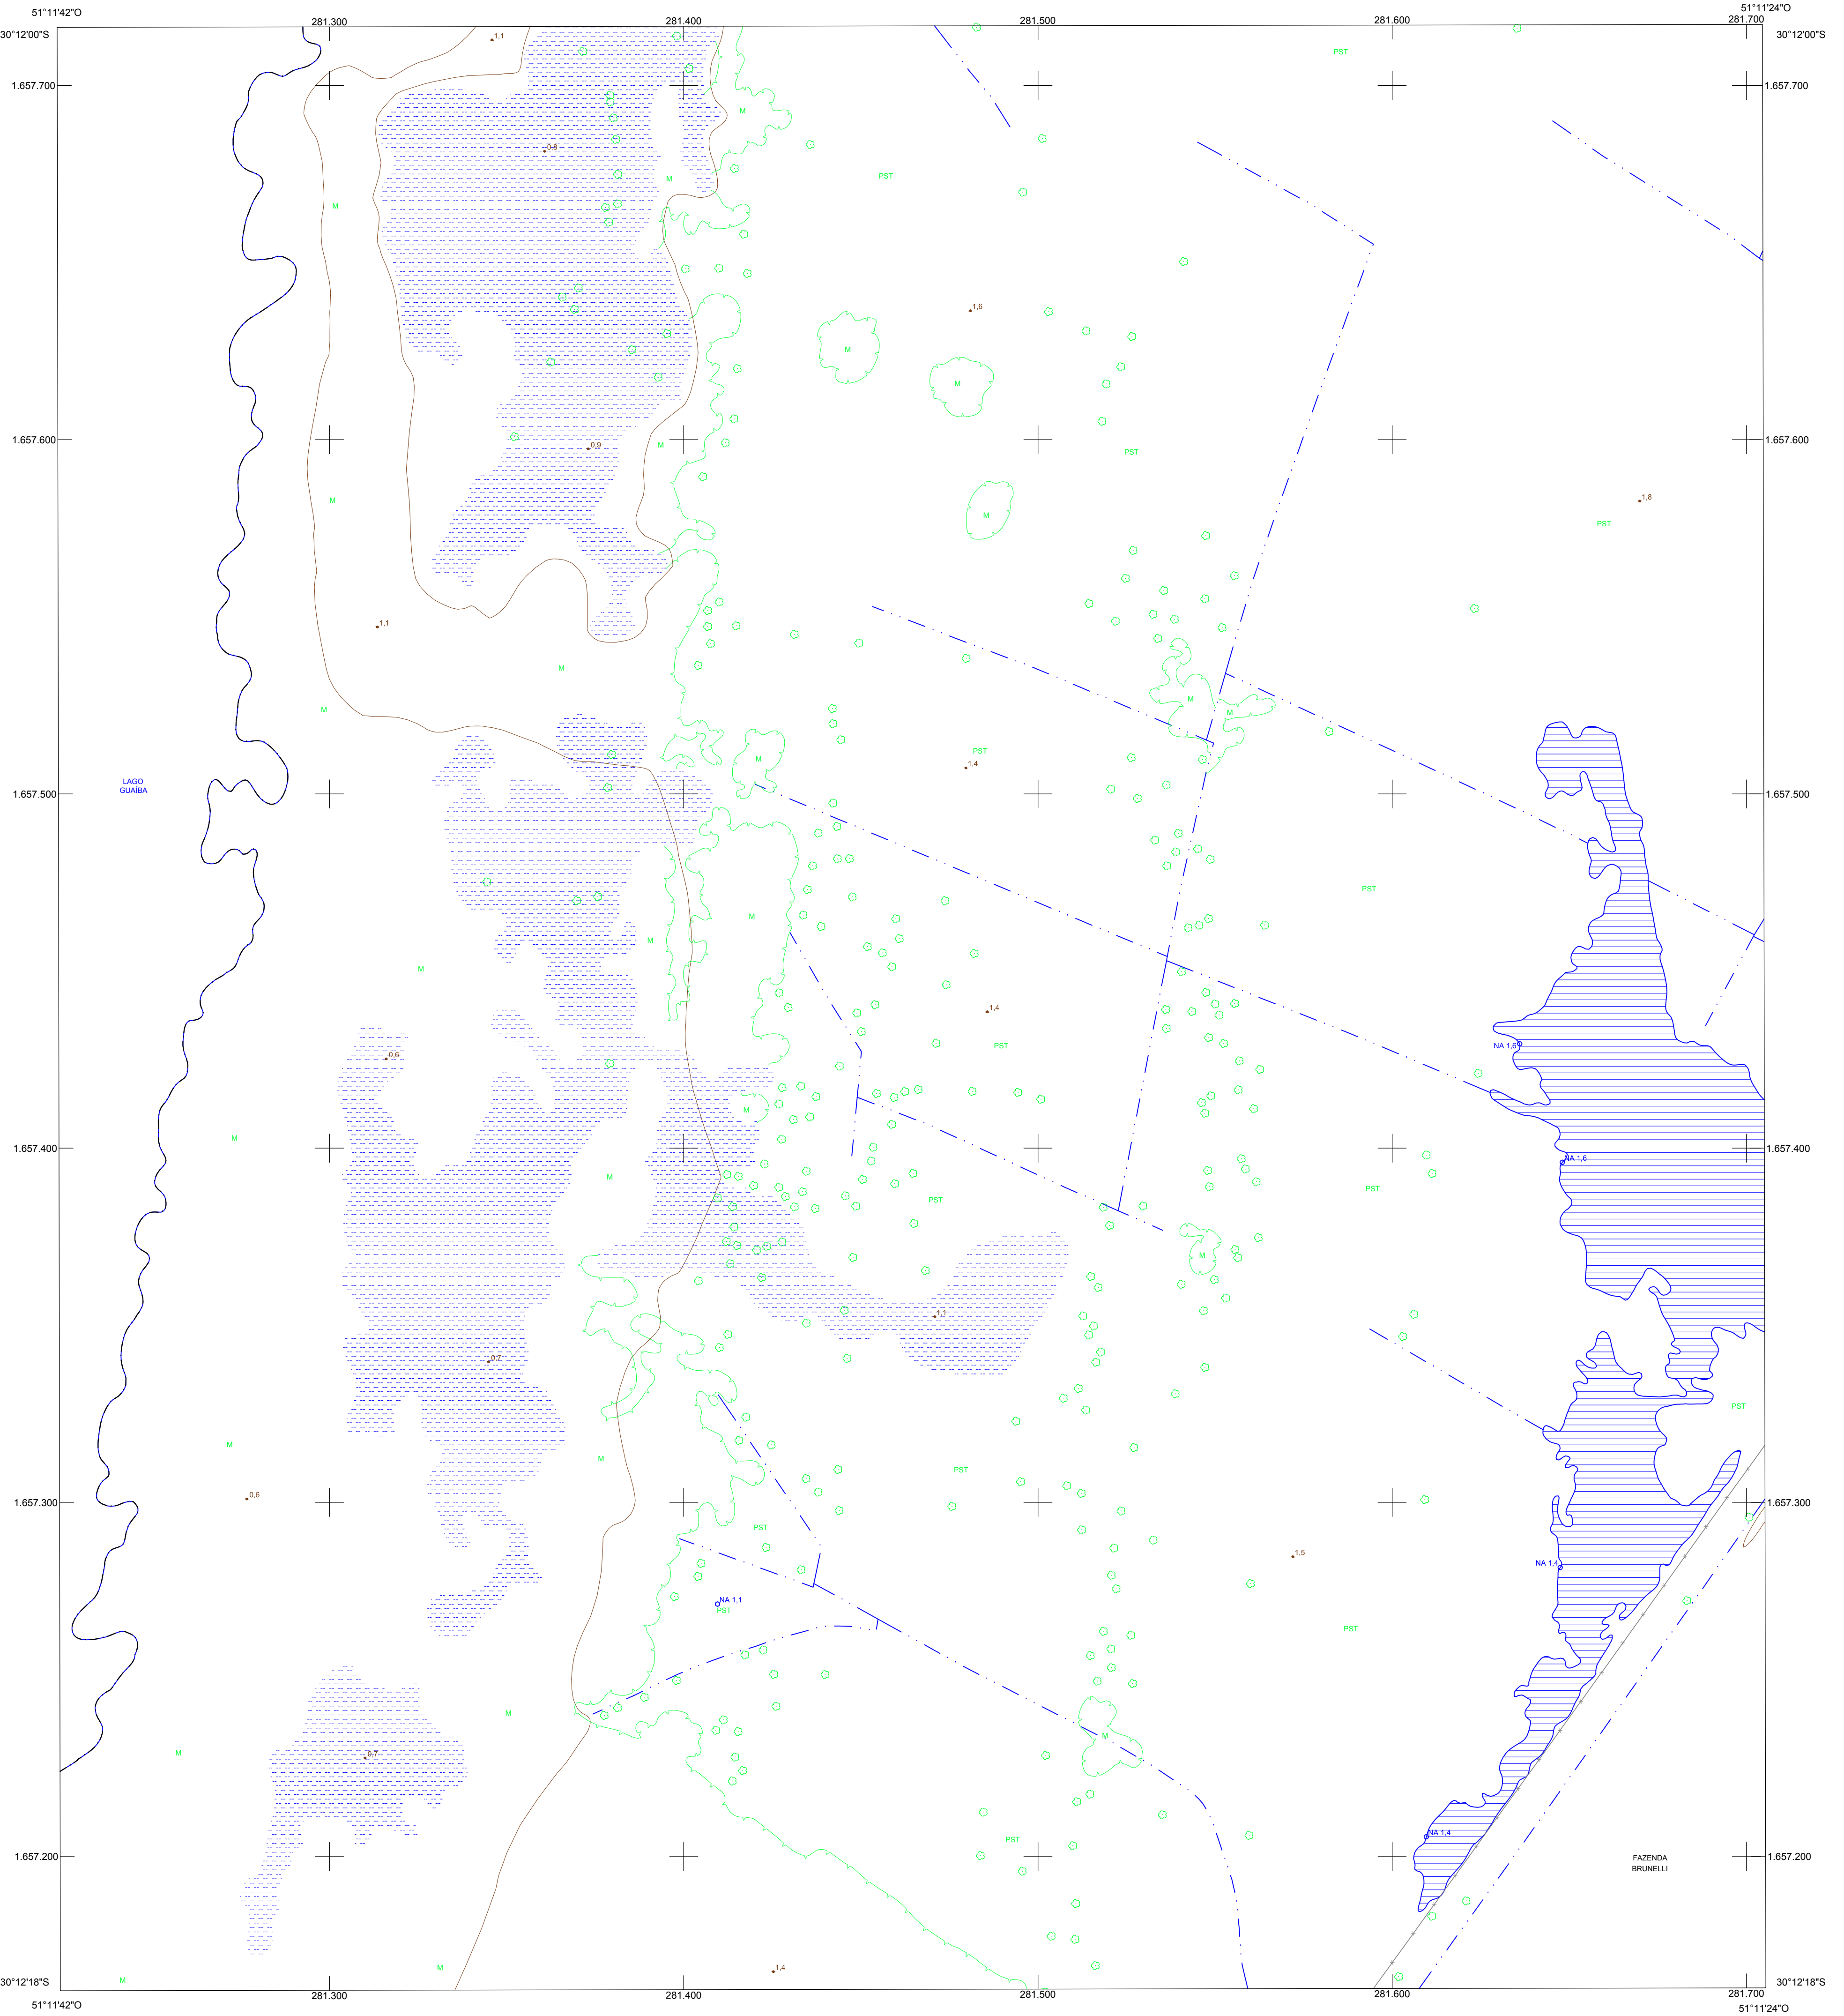 51°11'42"O
281.300
281.400
281.500
281.600
51°11'24"O
281.700
30°12'00"S
30°12'00"S
1,1
PST
1.657.700
1.657.700
M
0,8
M
PST
M
1,6
M
M
1.657.600
M
0,9
PST
1.657.600
M
1,8
M
PST
1,1
M
M
M
M
PST
M
1,4
LAGO
GUAÍBA
1.657.500
1.657.500
PST
M
M
M
1,4
PST
NA 1,6
0,6
M
M
1.657.400
1.657.400
NA 1,6
M
PST
PST
M
1,1
0,7
PST
M
M
PST
0,6
1.657.300
1.657.300
PST
1,5
NA 1,4
NA 1,1
PST
PST
M
M
M
0,7
NA 1,4
PST
1.657.200
FAZENDA
BRUNELLI
1.657.200
M
M
1,4
30°12'18"S
30°12'18"S
281.300
281.400
281.500
281.600
281.700
51°11'42"O
51°11'24"O